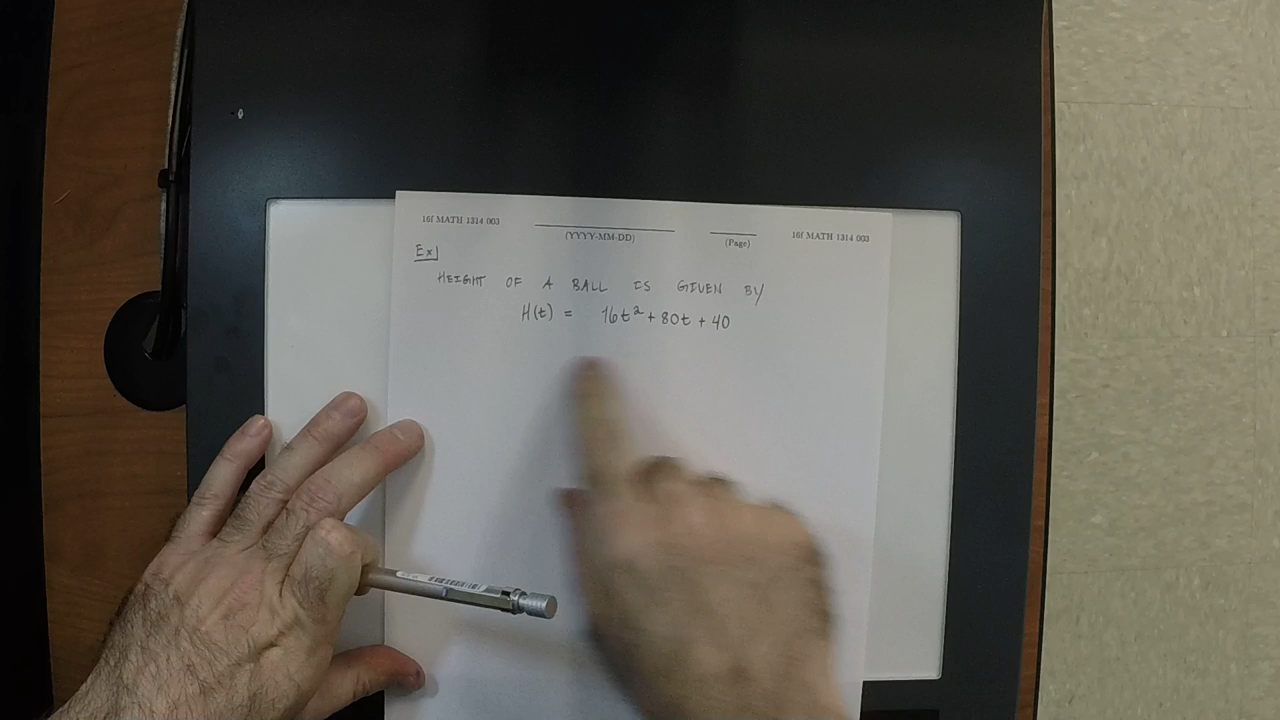 16f MATH 1314 003
(YYYY-MM-DD)
(Page)
16f MATH 1314 003
Ex
HEIGHT OF A BALL IS GIVEN BY
H(t) = 16t² + 80t + 40